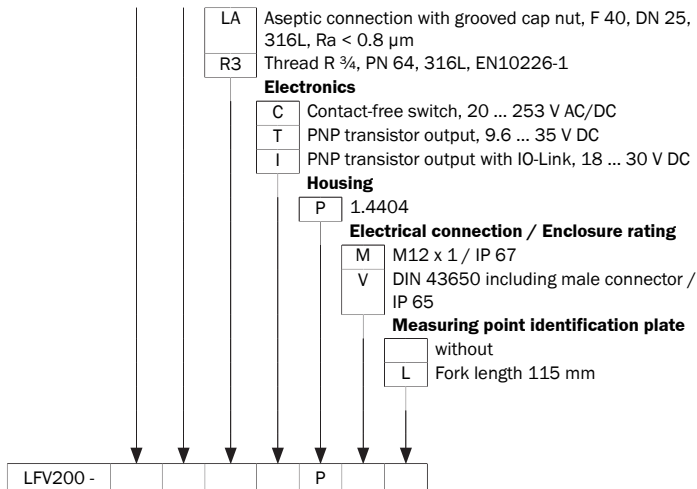 LA Aseptic connection with grooved cap nut, F 40, DN 25,
316L, Ra < 0.8 µm
R3 Thread R ¾, PN 64, 316L, EN10226-1
Electronics
C Contact-free switch, 20 ... 253 V AC/DC
T PNP transistor output, 9.6 ... 35 V DC
I PNP transistor output with IO-Link, 18 ... 30 V DC
Housing
P 1.4404
Electrical connection / Enclosure rating
M M12 x 1 / IP 67
V DIN 43650 including male connector /
IP 65
Measuring point identification plate
without
L Fork length 115 mm
LFV200 - P